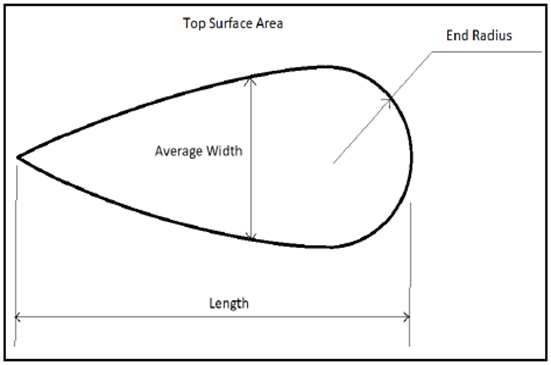 Top Surface Area
End Radius
Average Width
Length